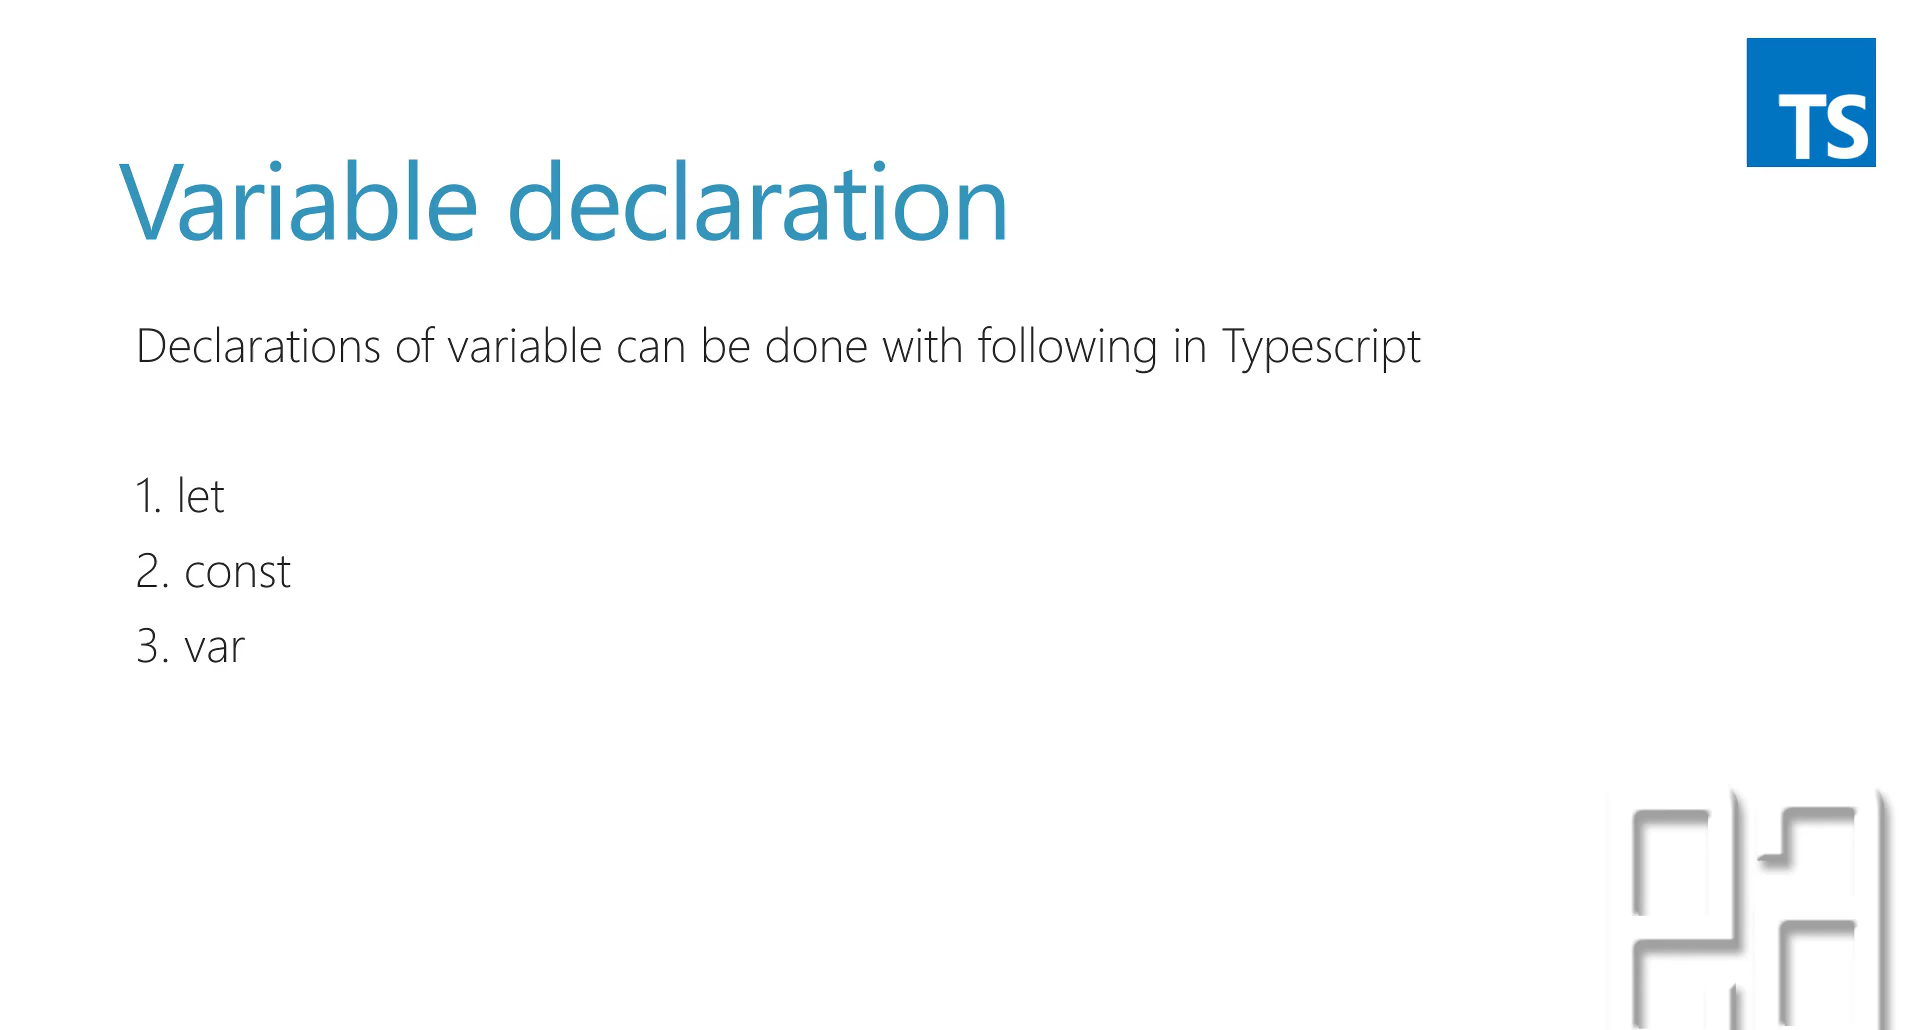 TS
Variable declaration
Declarations of variable can be done with following in Typescript
1. let
2. const
3. var